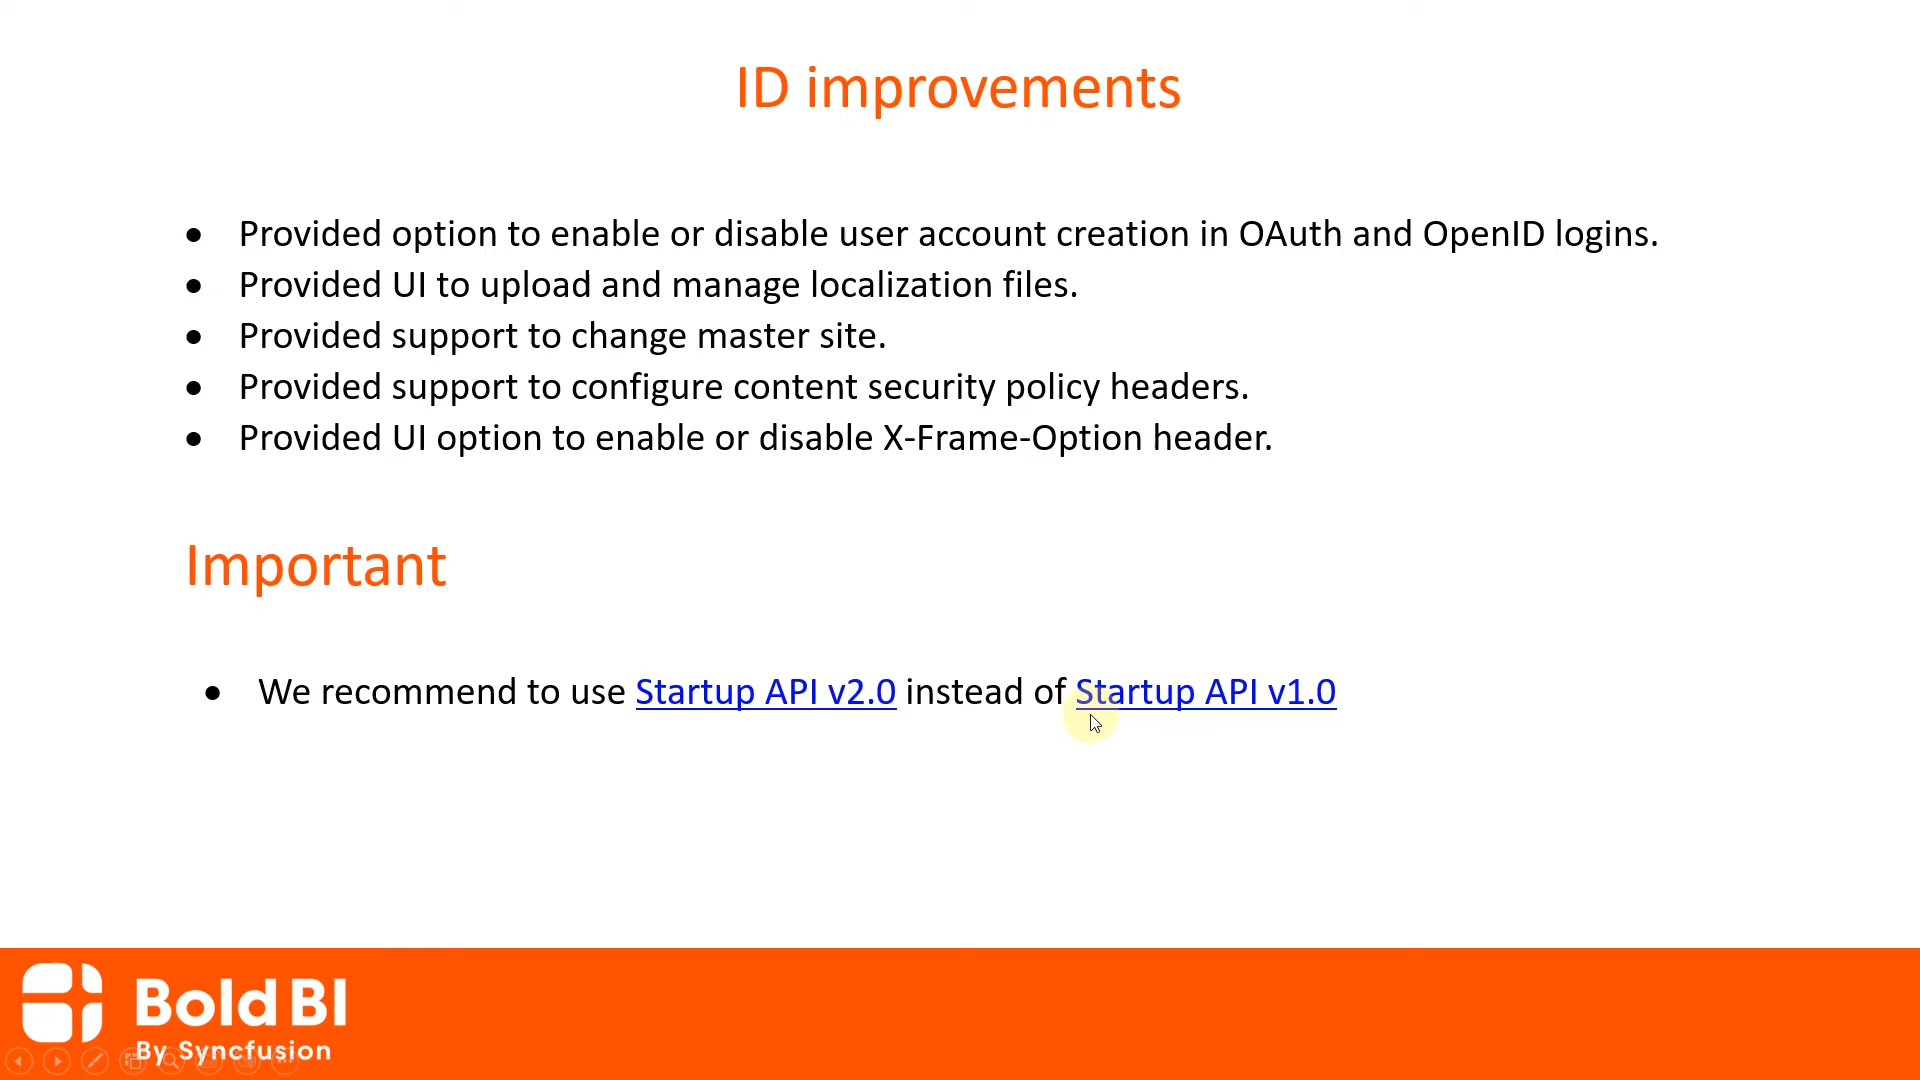 ID improvements
• Provided option to enable or disable user account creation in OAuth and OpenID logins.
• Provided UI to upload and manage localization files.
• Provided support to change master site.
• Provided support to configure content security policy headers.
• Provided UI option to enable or disable X-Frame-Option header.
Important
• We recommend to use Startup API v2.0 instead of Startup API v1.0
Bold BI
By Syncfusion